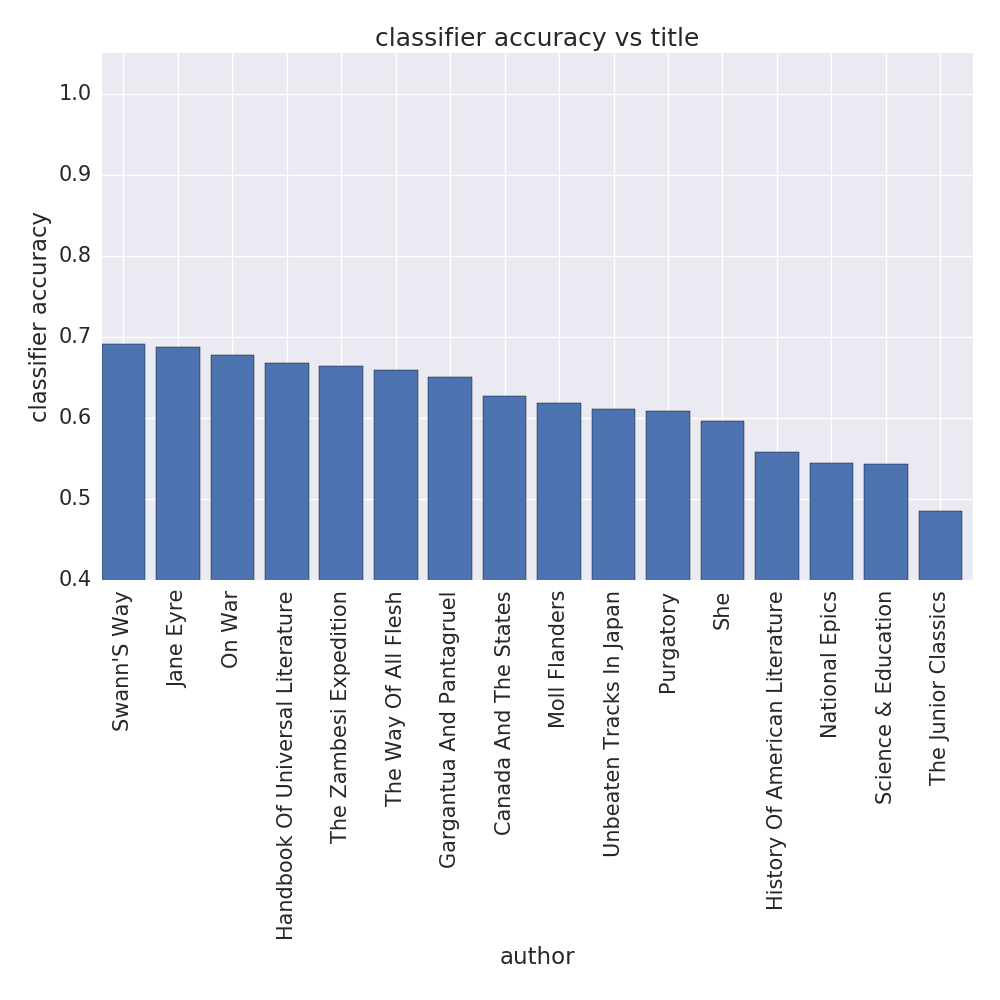 classifier accuracy vs title
classifier accuracy
1.0
0.9
0.8
0.7
0.6
0.5
0.4
Swann'S Way
Jane Eyre
On War
Handbook Of Universal Literature
The Zambesi Expedition
The Way Of All Flesh
Gargantua And Pantagruel
Canada And The States
Moll Flanders
Unbeaten Tracks In Japan
Purgatory
She
History Of American Literature
National Epics
Science & Education
The Junior Classics
author